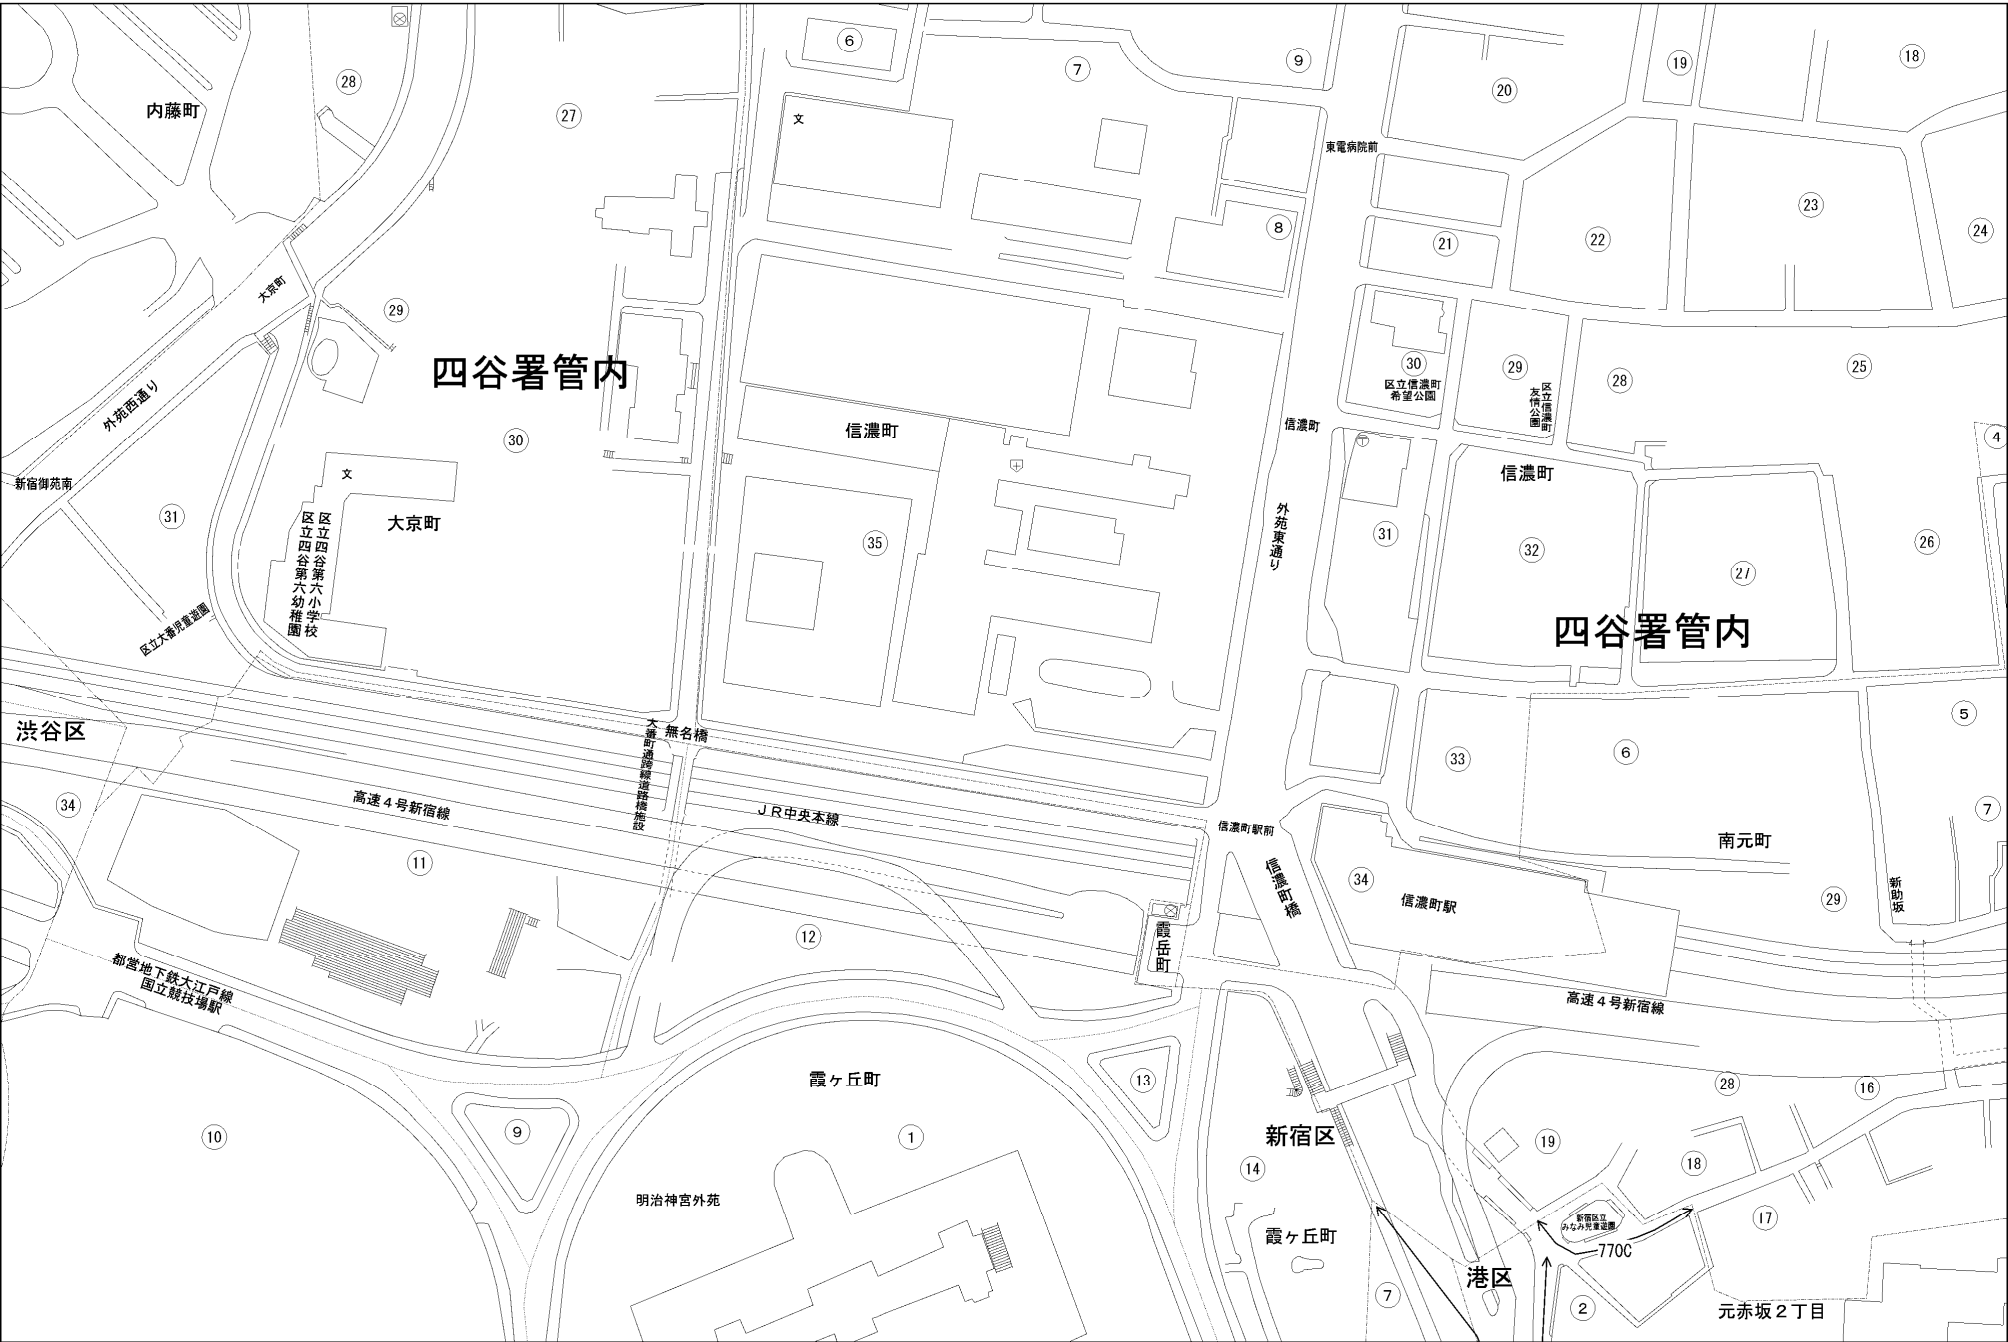 ⑥
⑦
⑨
⑲
⑱
⑳
㉘
内藤町
㉗
文
東電病院前
㉓
㉔
㉒
㉑
⑧
大京町
㉙
四谷署管内
㉚
区立信濃町
希望公園
㉙
区立信濃町
友情公園
㉘
㉕
外苑西通り
信濃町
信濃町
④
㉚
信濃町
新宿御苑南
文
大京町
㉛
区立四谷第六小学校
区立四谷第六幼稚園
㉟
外苑東通り
㉛
㉜
㉗
㉖
四谷署管内
区立大番児童遊園
渋谷区
無名橋
大番町通跨線道路橋施設
⑤
⑥
㉝
㉞
高速4号新宿線
JR中央本線
信濃町駅前
⑦
南元町
⑪
信濃町橋
㉞
信濃町駅
㉙
新助坂
⑫
霞岳町
都営地下鉄大江戸線
国立競技場駅
高速4号新宿線
霞ヶ丘町
⑬
㉘
⑯
⑩
⑨
①
新宿区
⑲
⑱
⑭
明治神宮外苑
霞ヶ丘町
新宿区立
みなみ児童遊園
⑰
770C
港区
⑦
②
元赤坂2丁目